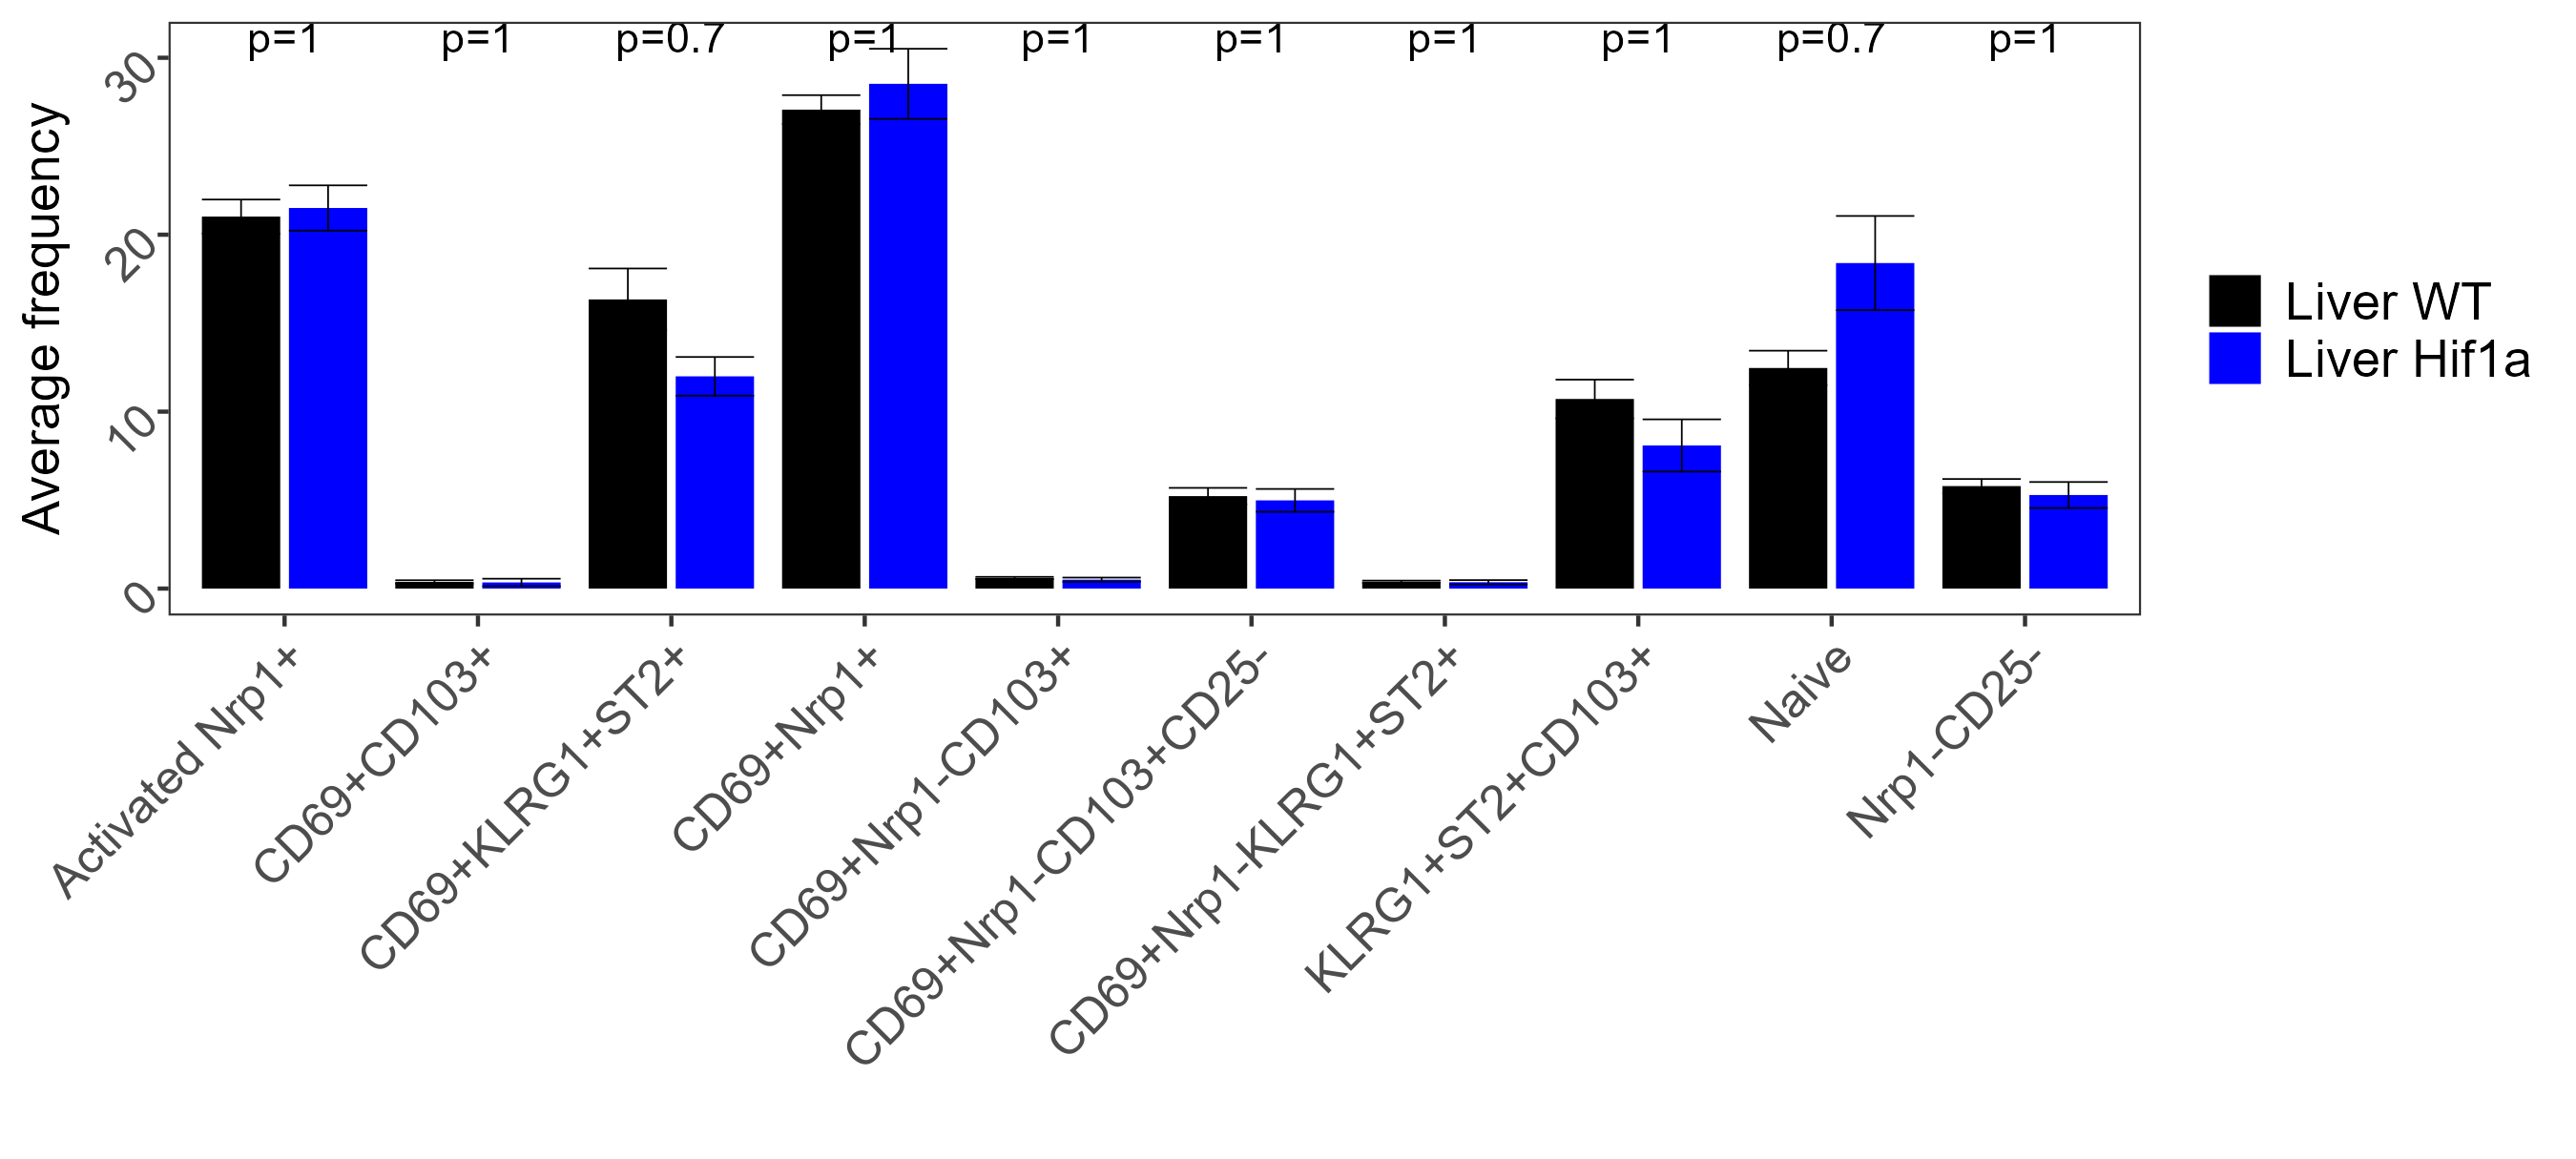 p=1 p=1 p=0.7 p=1 p=1 p=1 p=1 p=1 p=0.7 p=1
Average frequency
30
20
10
0
Liver WT
Liver Hif1a
Activated Nrp1+
CD69+CD103+
CD69+KLRG1+ST2+
CD69+Nrp1+
CD69+Nrp1-CD103+
CD69+Nrp1-CD103+CD25-
CD69+Nrp1-KLRG1+ST2+
KLRG1+ST2+CD103+
Naive
Nrp1-CD25-